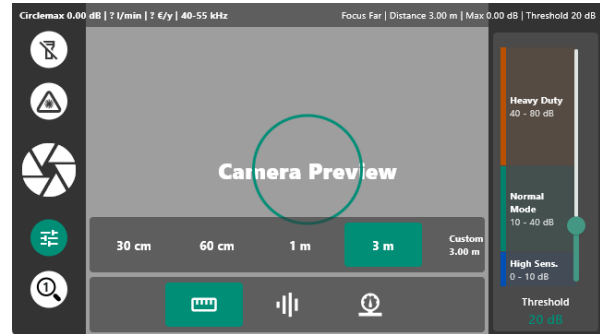 Circlemax 0.00 dB | ? l/min | ? €/y | 40-55 kHz
Focus Far | Distance 3.00 m | Max 0.00 dB | Threshold 20 dB
Camera Preview
Heavy Duty
40 - 80 dB
Normal
Mode
10 - 40 dB
High Sens.
0 - 10 dB
Threshold
20 dB
30 cm
60 cm
1 m
3 m
Custom
3.00 m
1